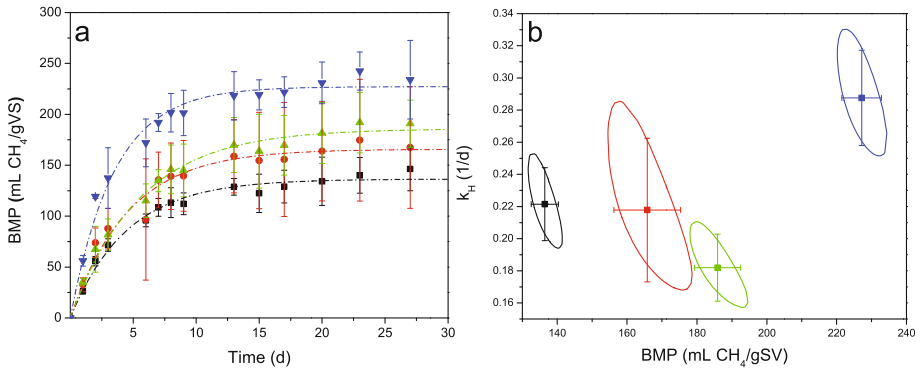 a
300
250
200
150
100
50
0
0 5 10 15 20 25 30
BMP (mL CH₄/gVS)
Time (d)
b
0.34
0.32
0.30
0.28
0.26
0.24
0.22
0.20
0.18
0.16
140 160 180 200 220 240
k_H (1/d)
BMP (mL CH₄/gSV)